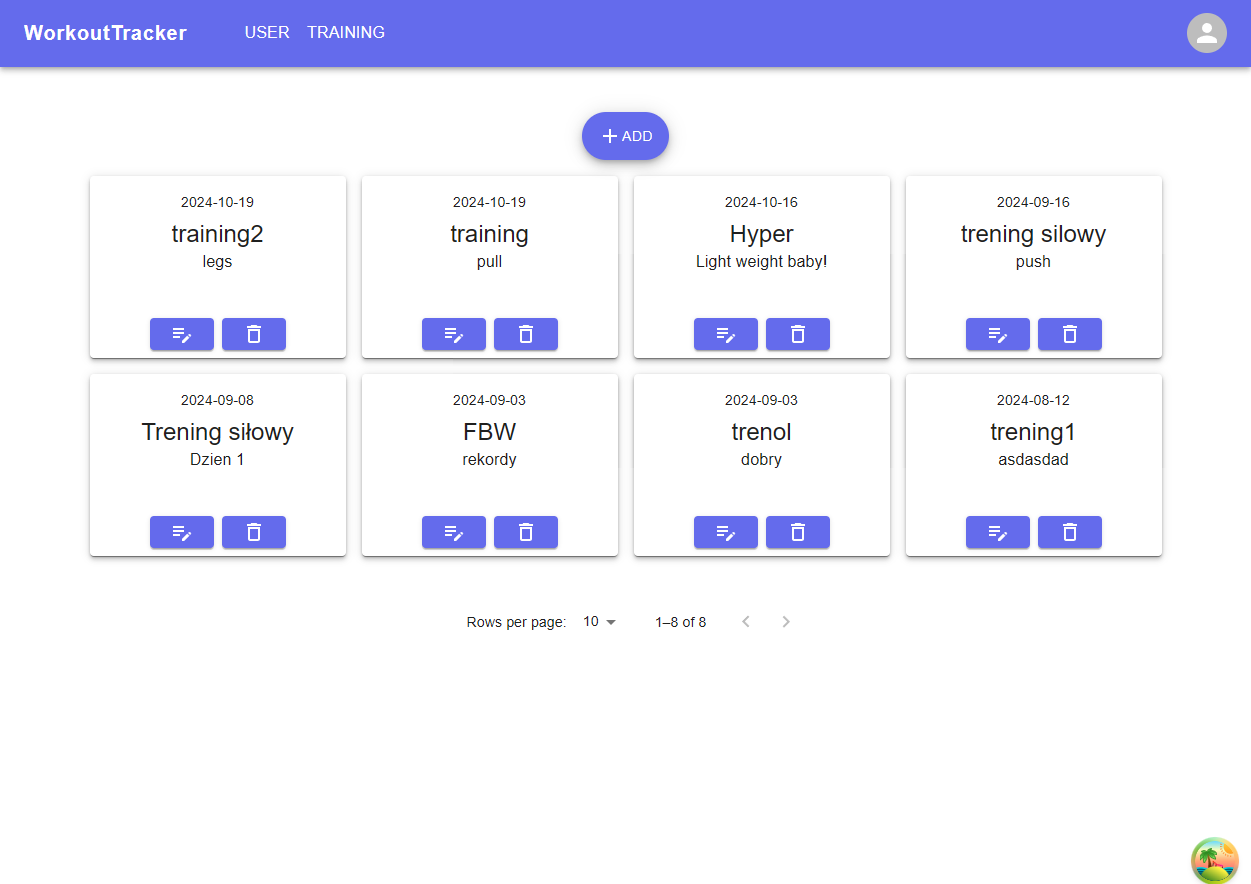 WorkoutTracker USER TRAINING
ADD
2024-10-19
training2
legs
2024-10-19
training
pull
2024-10-16
Hyper
Light weight baby!
2024-09-16
trening silowy
push
2024-09-08
Trening siłowy
Dzien 1
2024-09-03
FBW
rekordy
2024-09-03
trenol
dobry
2024-08-12
trening1
asdasdad
Rows per page: 10 1–8 of 8